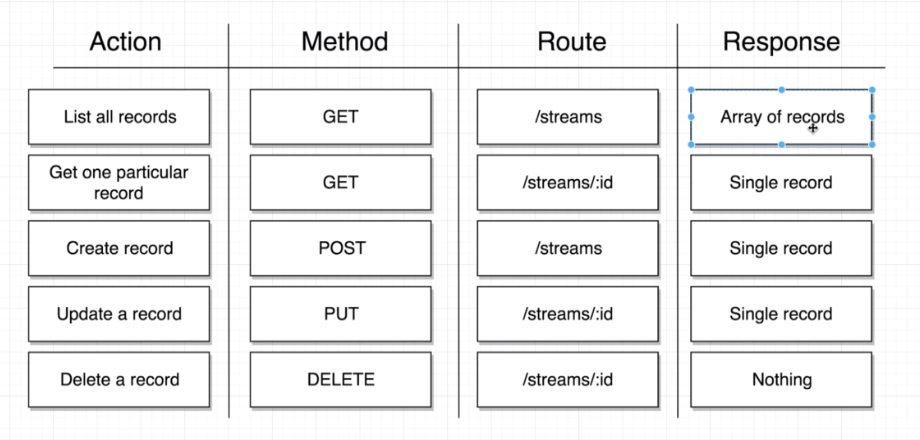 Action Method Route Response
List all records GET /streams Array of records
Get one particular
record GET /streams/:id Single record
Create record POST /streams Single record
Update a record PUT /streams/:id Single record
Delete a record DELETE /streams/:id Nothing